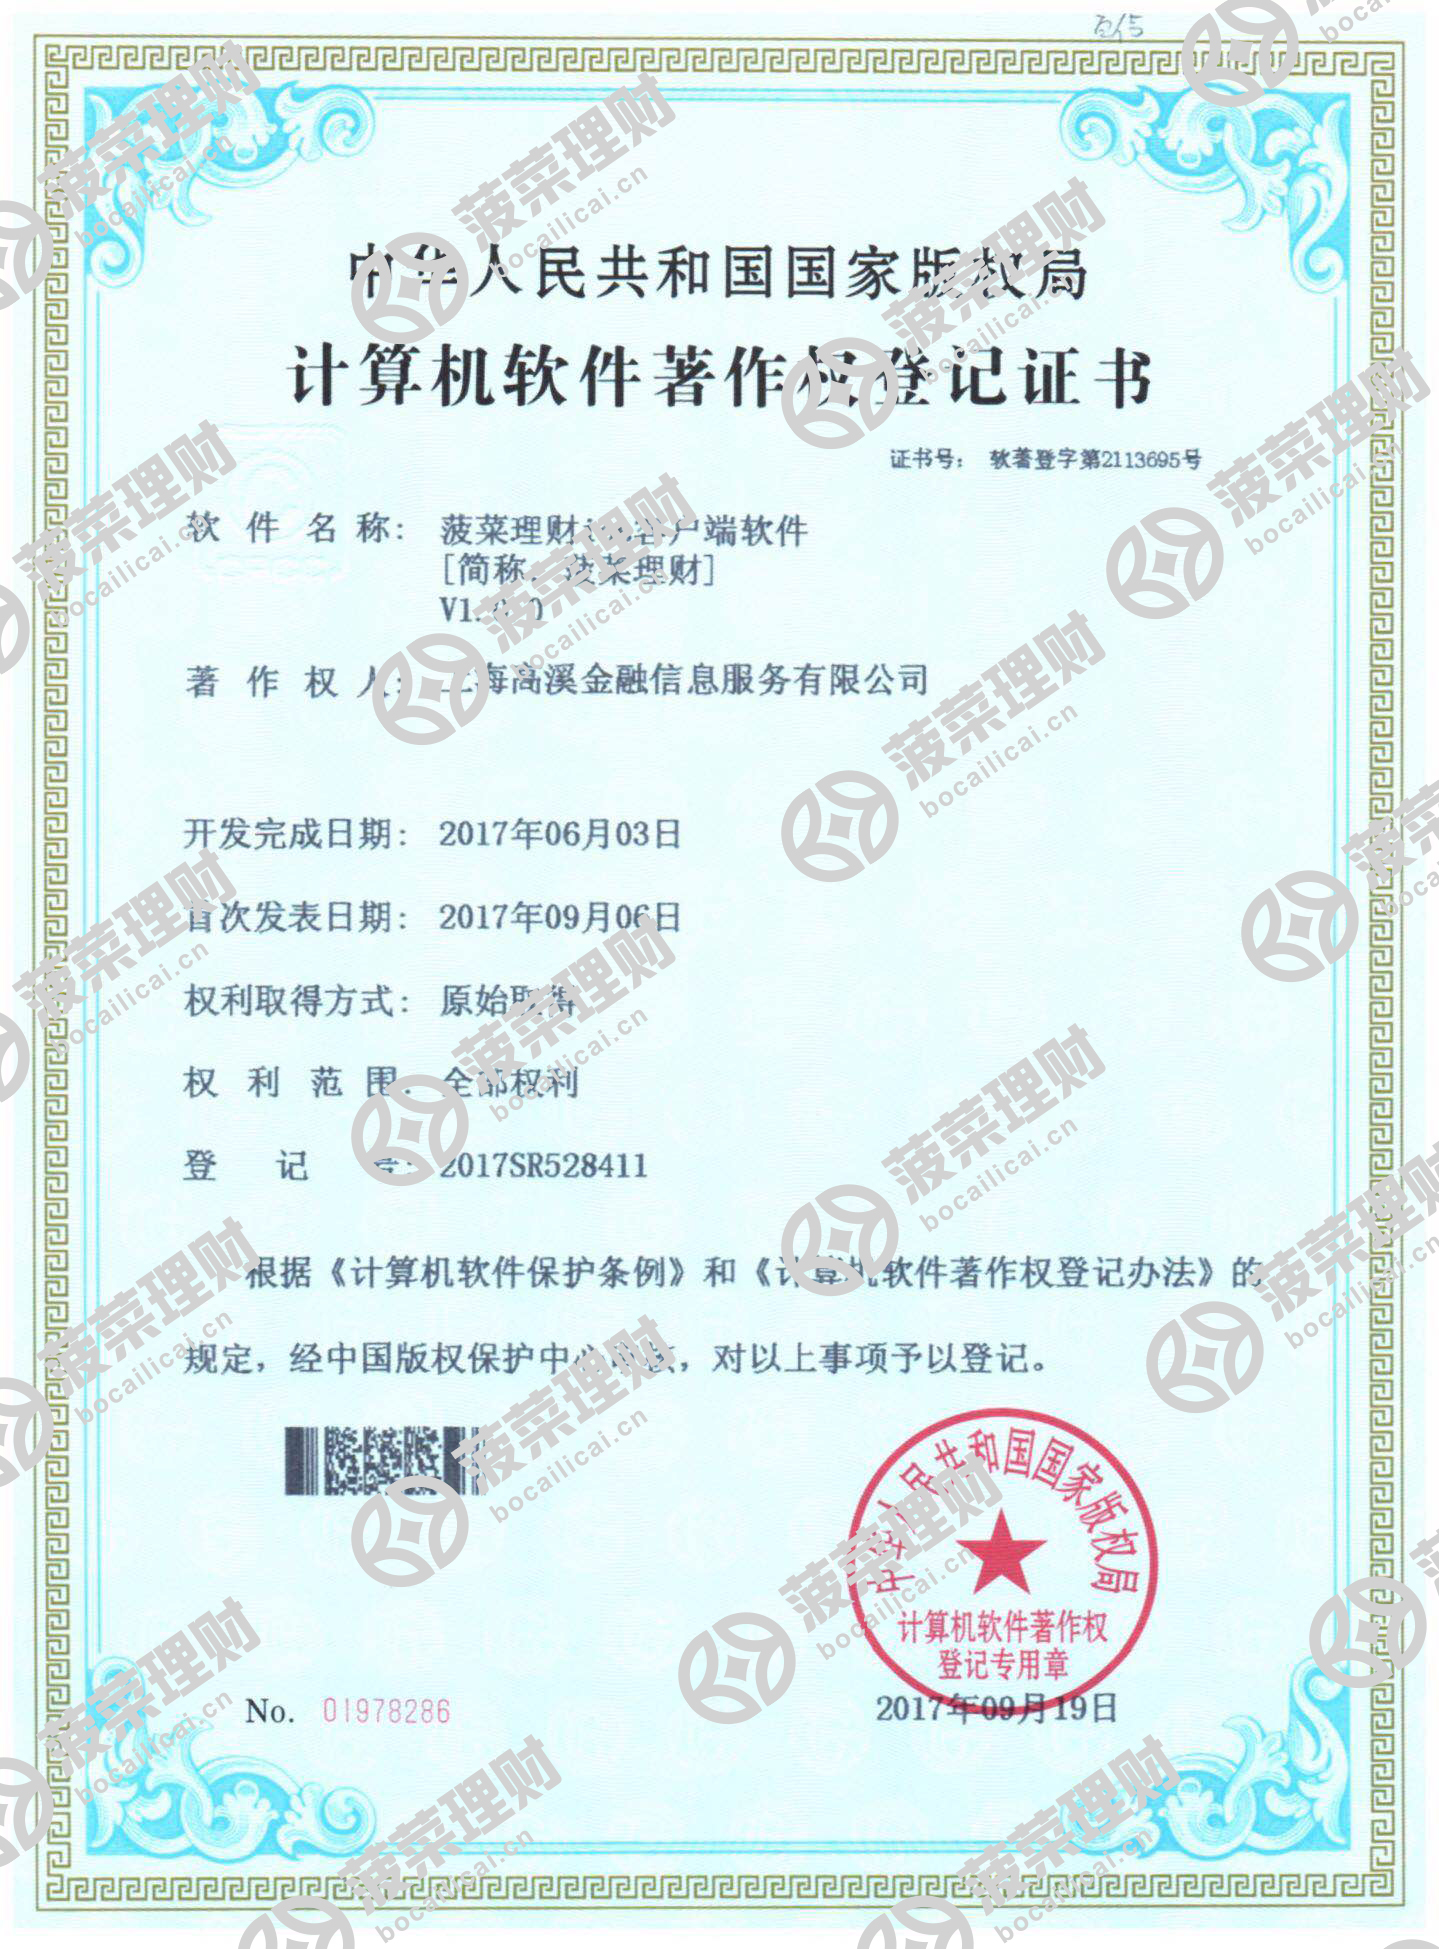 中华人民共和国国家版权局
计算机软件著作权登记证书
证书号： 软著登字第2113695号
软件名称： 菠菜理财 客户端软件
[简称：菠菜理财]
V1. 0
著作权人： 上海高溪金融信息服务有限公司
开发完成日期： 2017年06月03日
首次发表日期： 2017年09月06日
权利取得方式： 原始取得
权利范围： 全部权利
登记号： 2017SR528411
根据《计算机软件保护条例》和《计算机软件著作权登记办法》的
规定，经中国版权保护中心审核，对以上事项予以登记。
中华人民共和国国家版权局
计算机软件著作权
登记专用章
No. 01978286
2017年09月19日
菠菜理财
bocailicai.cn